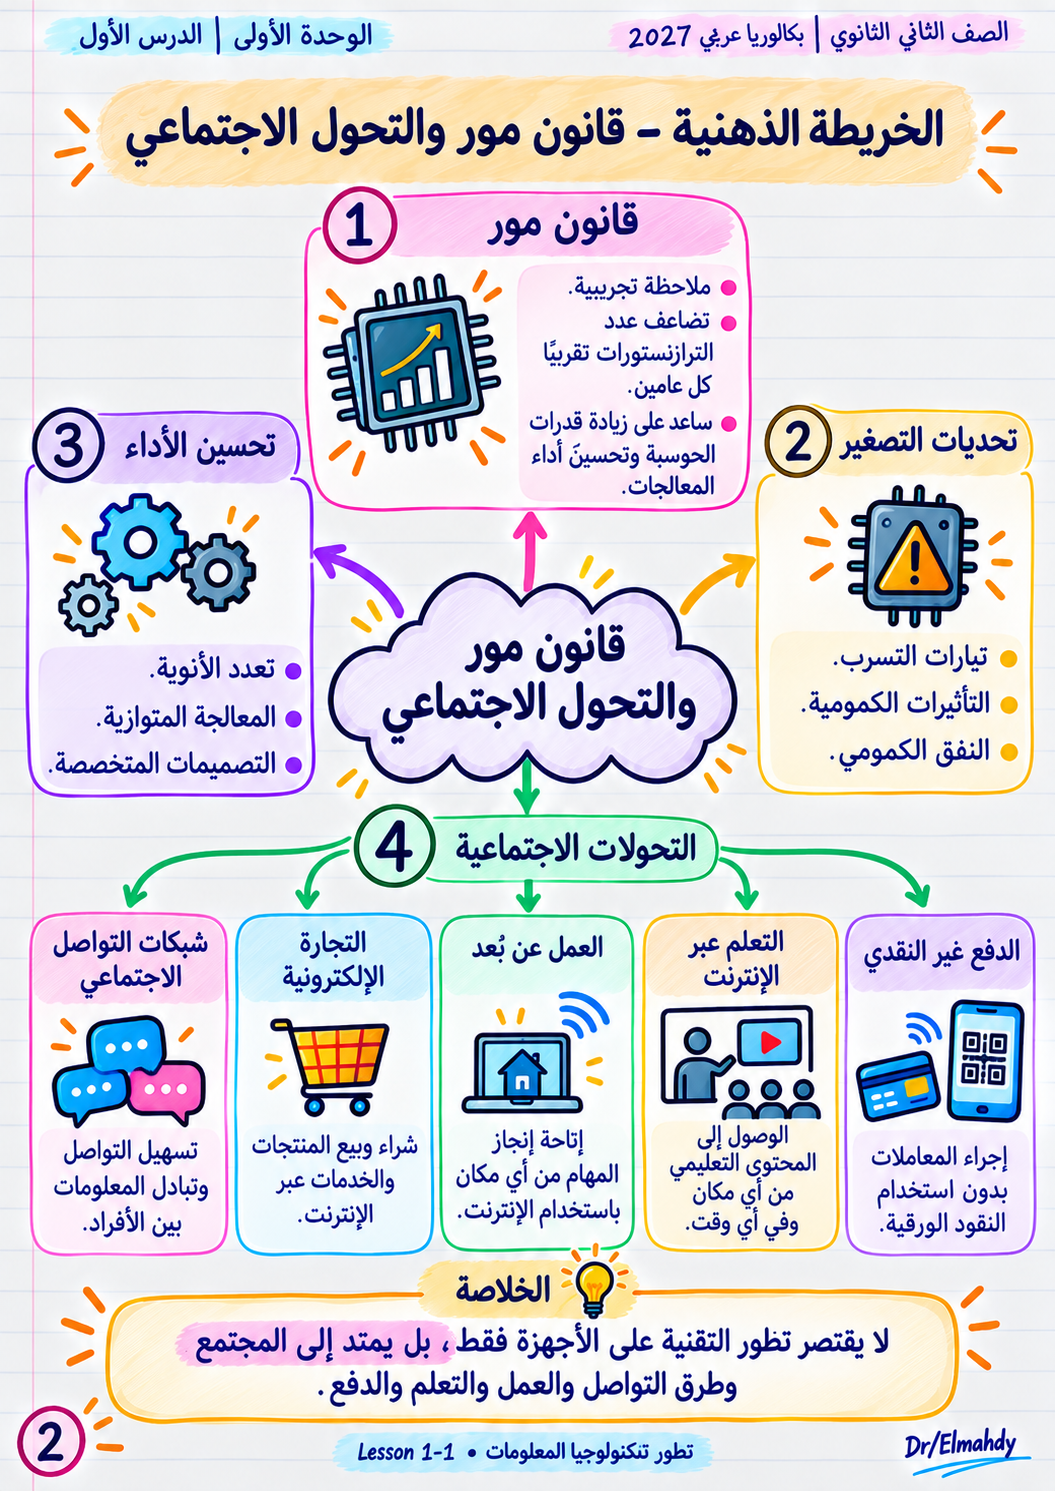 الصف الثاني الثانوي | بكالوريا عربي 2027
الوحدة الأولى | الدرس الأول
الخريطة الذهنية – قانون مور والتحول الاجتماعي
1
قانون مور
ملاحظة تجريبية.
تضاعف عدد
الترازنستورات تقريبًا
كل عامين.
ساعد على زيادة قدرات
الحوسبة وتحسينَ أداء
المعالجات.
2
تحديات التصغير
تيارات التسرب.
التأثيرات الكمومية.
النفق الكمومي.
3
تحسين الأداء
تعدد الأنوية.
المعالجة المتوازية.
التصميمات المتخصصة.
قانون مور
والتحول الاجتماعي
4
التحولات الاجتماعية
الدفع غير النقدي
إجراء المعاملات
بدون استخدام
النقود الورقية.
التعلم عبر
الإنترنت
الوصول إلى
المحتوى التعليمي
من أي مكان
وفي أي وقت.
العمل عن بُعد
إتاحة إنجاز
المهام من أي مكان
باستخدام الإنترنت.
التجارة
الإلكترونية
شراء وبيع المنتجات
والخدمات عبر
الإنترنت.
شبكات التواصل
الاجتماعي
تسهيل التواصل
وتبادل المعلومات
بين الأفراد.
الخلاصة
لا يقتصر تطور التقنية على الأجهزة فقط، بل يمتد إلى المجتمع
وطرق التواصل والعمل والتعلم والدفع.
2
تطور تنكنولوجيا المعلومات • Lesson 1-1
Dr/Elmahdy